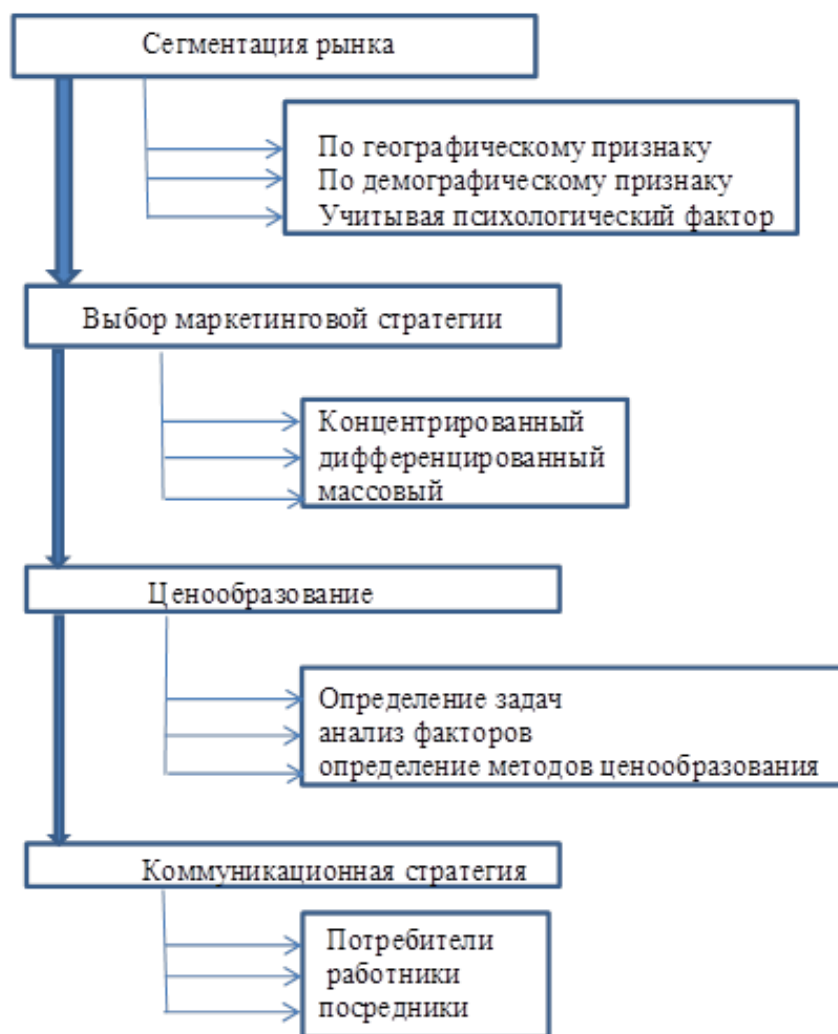 Сегментация рынка
По географическому признаку
По демографическому признаку
Учитывая психологический фактор
Выбор маркетинговой стратегии
Концентрированный
дифференцированный
массовый
Ценообразование
Определение задач
анализ факторов
определение методов ценообразования
Коммуникационная стратегия
Потребители
работники
посредники